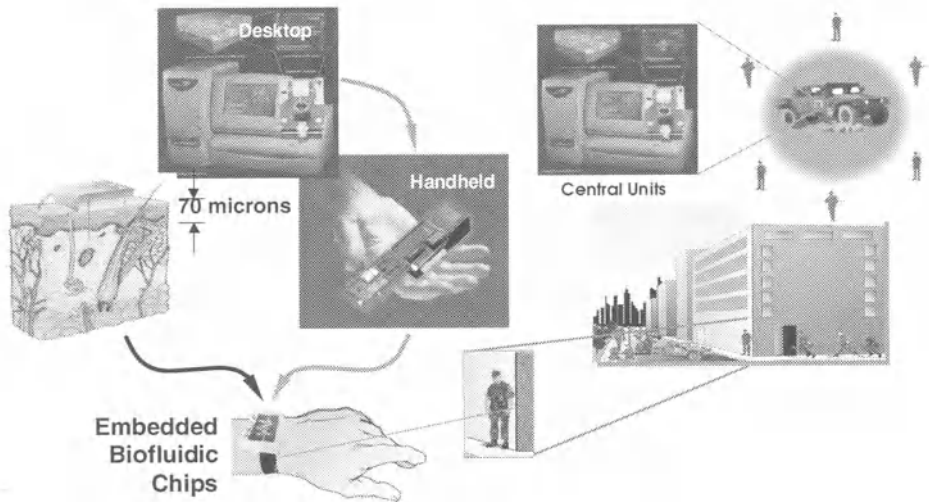 Desktop
Handheld
70 microns
Central Units
Embedded
Biofluidic
Chips